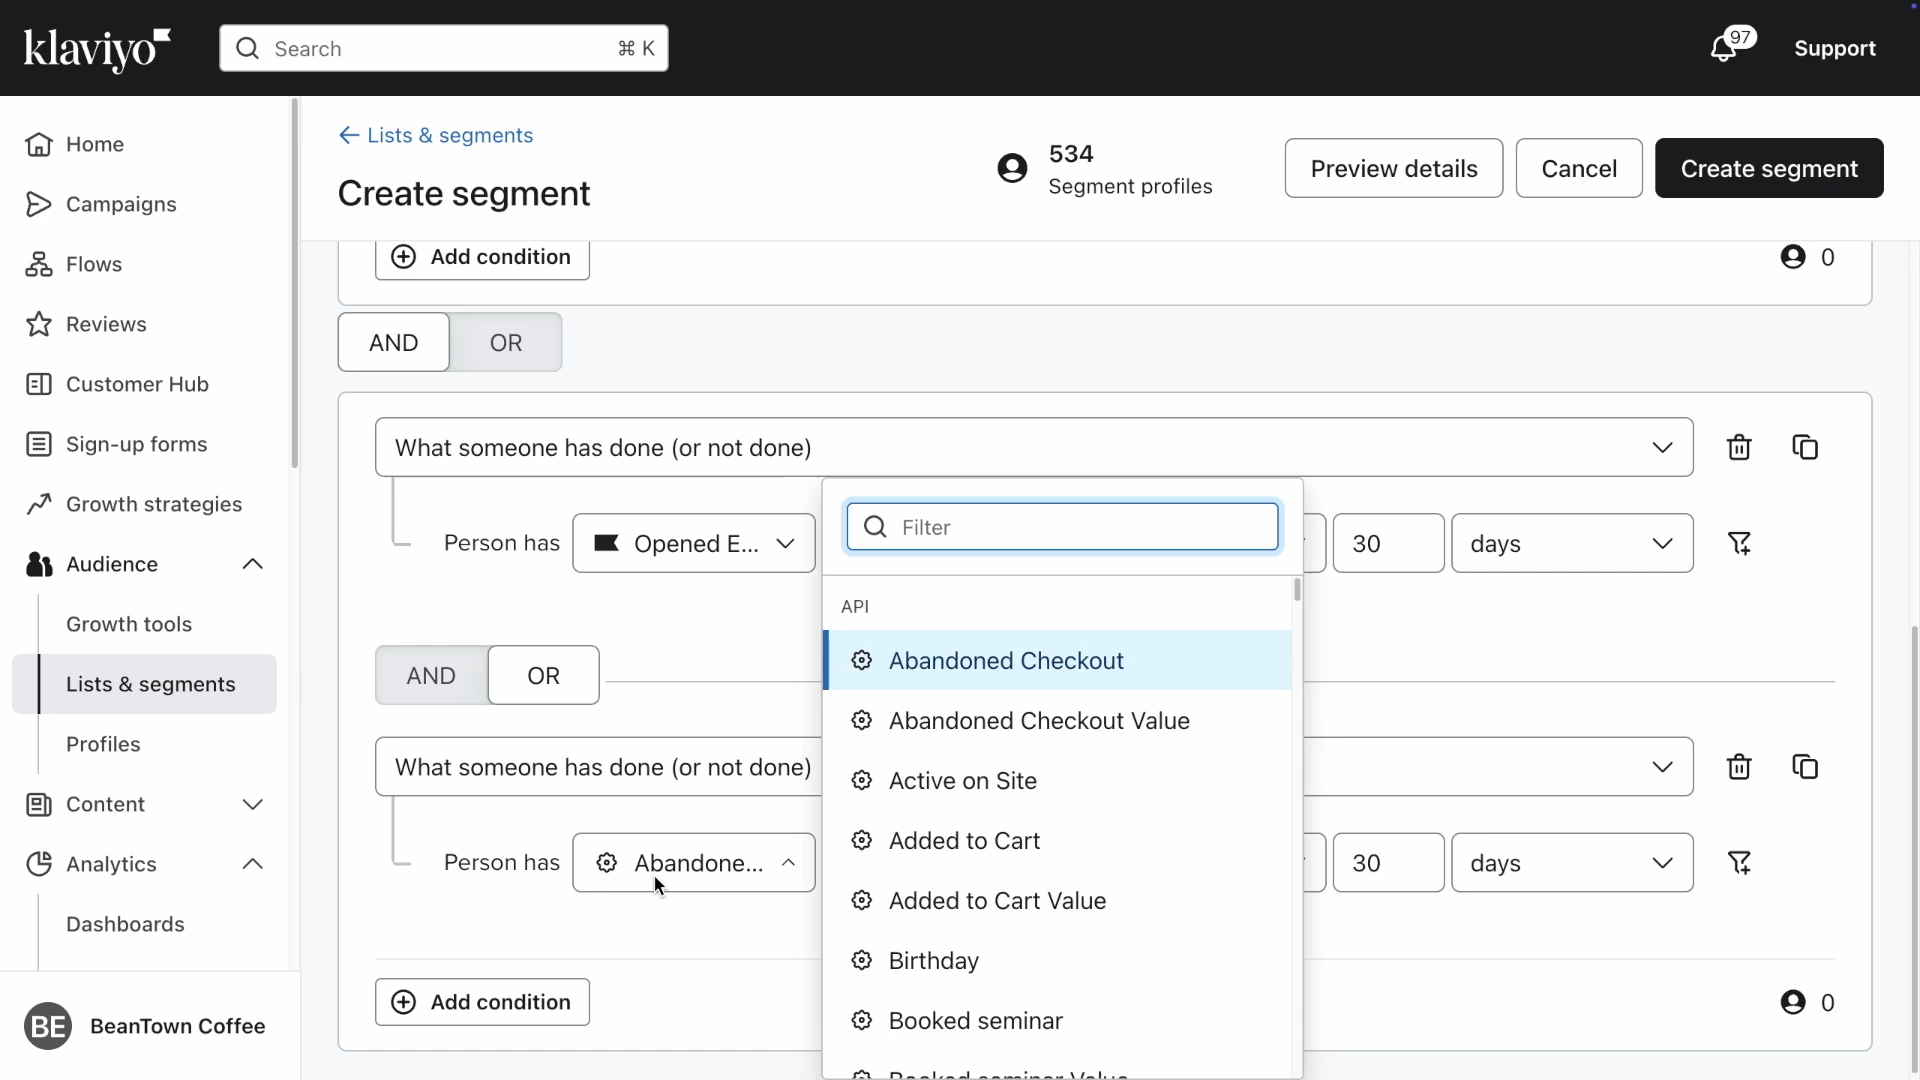 klaviyo
Search
⌘ K
97
Support
Home
Campaigns
Flows
Reviews
Customer Hub
Sign-up forms
Growth strategies
Audience
Growth tools
Lists & segments
Profiles
Content
Analytics
Dashboards
BE
BeanTown Coffee
← Lists & segments
Create segment
534
Segment profiles
Preview details
Cancel
Create segment
Add condition
0
AND OR
What someone has done (or not done)
Person has
Opened E...
30
days
AND OR
What someone has done (or not done)
Person has
Abandone...
30
days
Add condition
0
Filter
API
Abandoned Checkout
Abandoned Checkout Value
Active on Site
Added to Cart
Added to Cart Value
Birthday
Booked seminar
Booked seminar Value